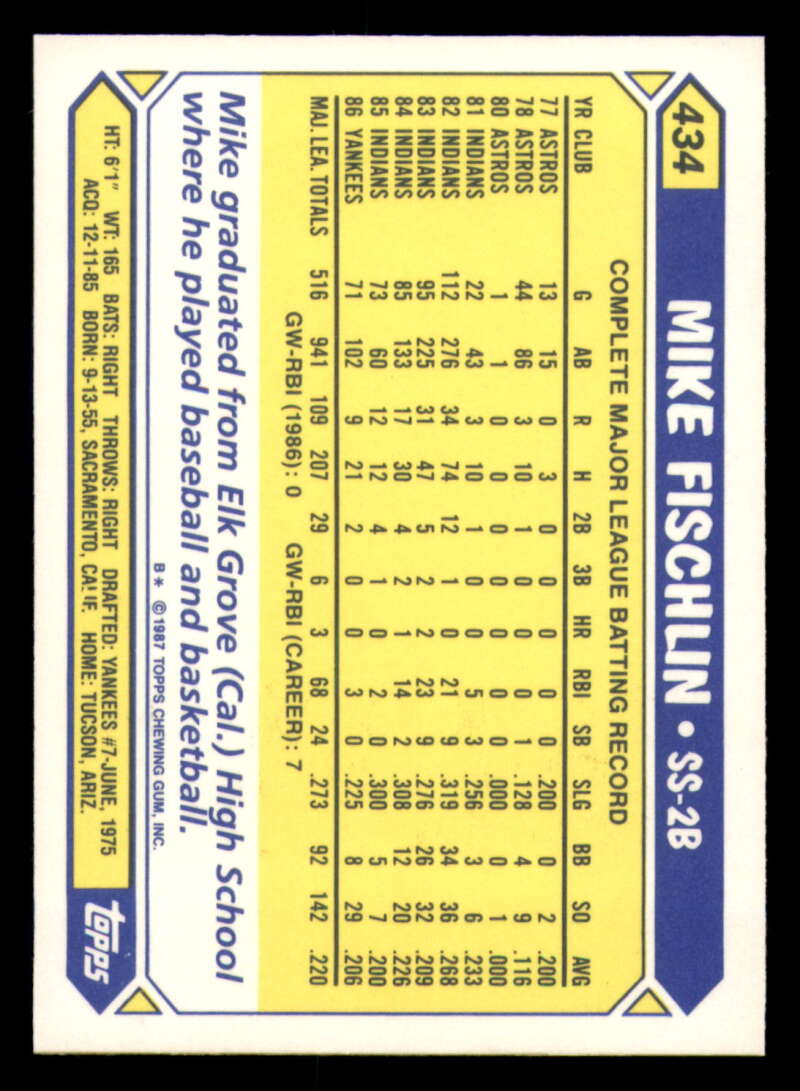 434 MIKE FISCHLIN • SS-2B
COMPLETE MAJOR LEAGUE BATTING RECORD
YR CLUB G AB R H 2B 3B HR RBI SB SLG BB SO AVG
77 ASTROS 13 15 0 3 0 0 0 0 0 .200 0 2 .200
78 ASTROS 44 86 3 10 1 0 0 0 1 .128 4 9 .116
80 ASTROS 1 1 0 0 0 0 0 0 0 .000 0 1 .000
81 INDIANS 22 43 3 10 1 0 0 5 3 .256 3 6 .233
82 INDIANS 112 276 34 74 12 1 0 21 9 .319 34 36 .268
83 INDIANS 95 225 31 47 5 2 2 23 9 .276 26 32 .209
84 INDIANS 85 133 17 30 4 2 1 14 2 .308 12 20 .226
85 INDIANS 73 60 12 12 4 1 0 2 0 .300 5 7 .200
86 YANKEES 71 102 9 21 2 0 0 3 0 .225 8 29 .206
MAJ. LEA. TOTALS 516 941 109 207 29 6 3 68 24 .273 92 142 .220
GW-RBI (1986): 0 GW-RBI (CAREER): 7
Mike graduated from Elk Grove (Cal.) High School
where he played baseball and basketball.
B* ©1987 TOPPS CHEWING GUM, INC.
HT: 6'1" WT: 165 BATS: RIGHT THROWS: RIGHT DRAFTED: YANKEES #7-JUNE, 1975
ACQ: 12-11-85 BORN: 9-13-55, SACRAMENTO, CALIF. HOME: TUCSON, ARIZ.
topps